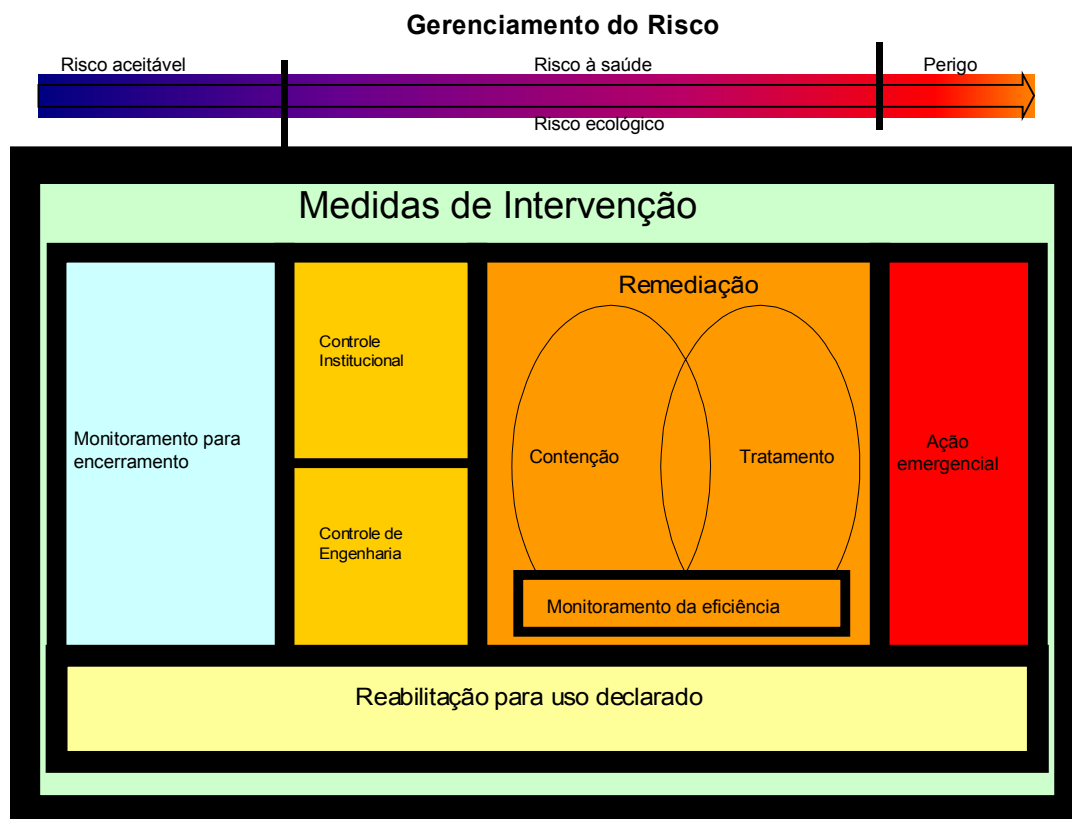 Gerenciamento do Risco
Risco aceitável
Risco à saúde
Perigo
Risco ecológico
Medidas de Intervenção
Remediação
Controle
Institucional
Monitoramento para
encerramento
Contenção
Tratamento
Ação
emergencial
Controle de
Engenharia
Monitoramento da eficiência
Reabilitação para uso declarado